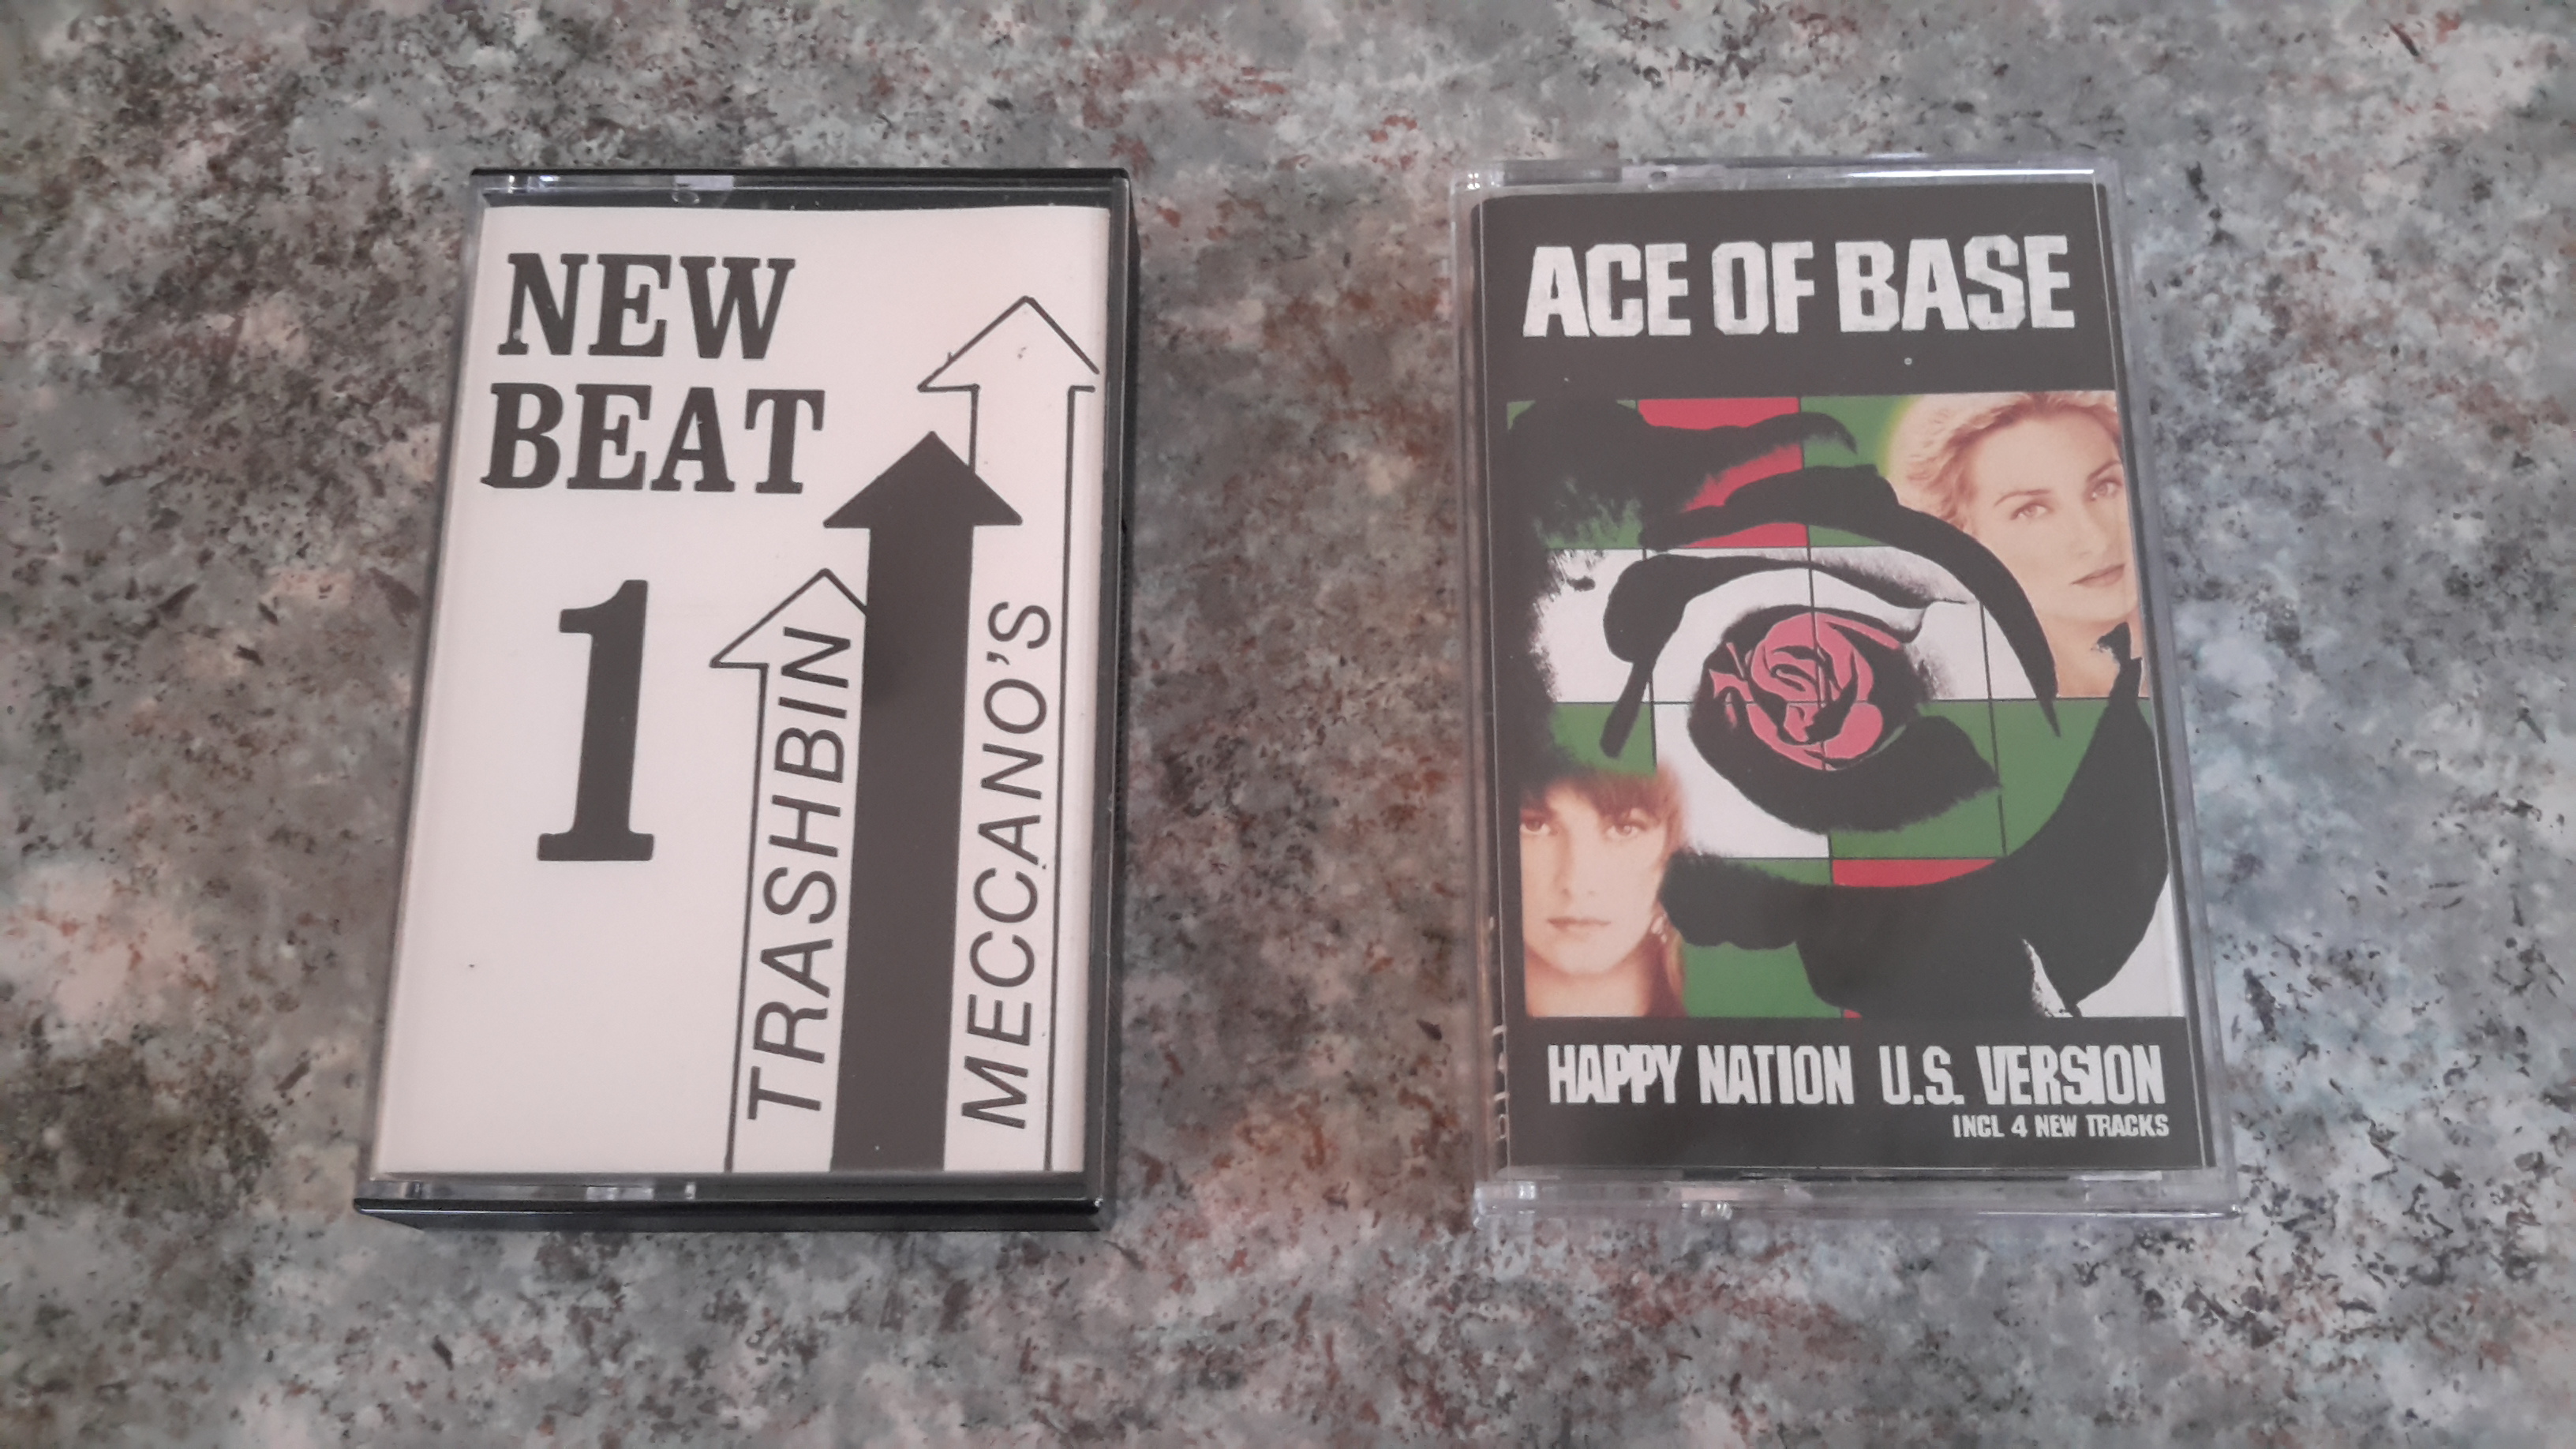 NEW
BEAT
1
TRASHBIN
MECCANO'S
ACE OF BASE
HAPPY NATION U.S. VERSION
INCL 4 NEW TRACKS